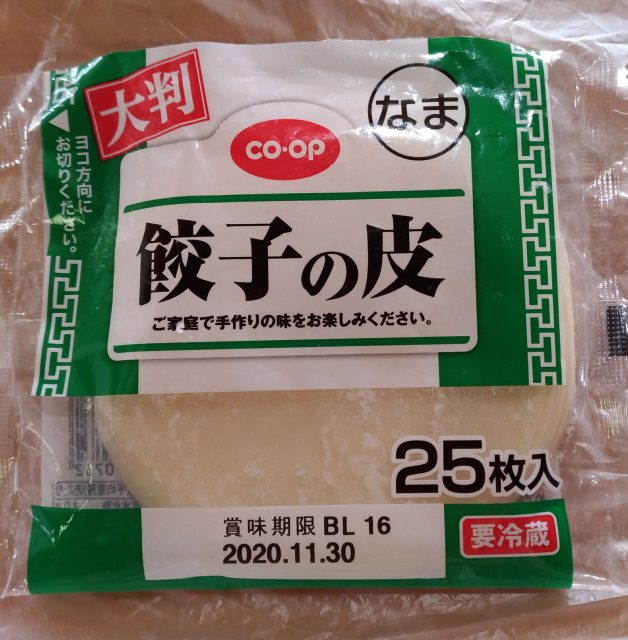 大判
なま
ヨコ方向に
お切りください。
CO·OP
餃子の皮
ご家庭で手作りの味をお楽しみください。
25枚入
賞味期限 BL 16
2020.11.30
要冷蔵